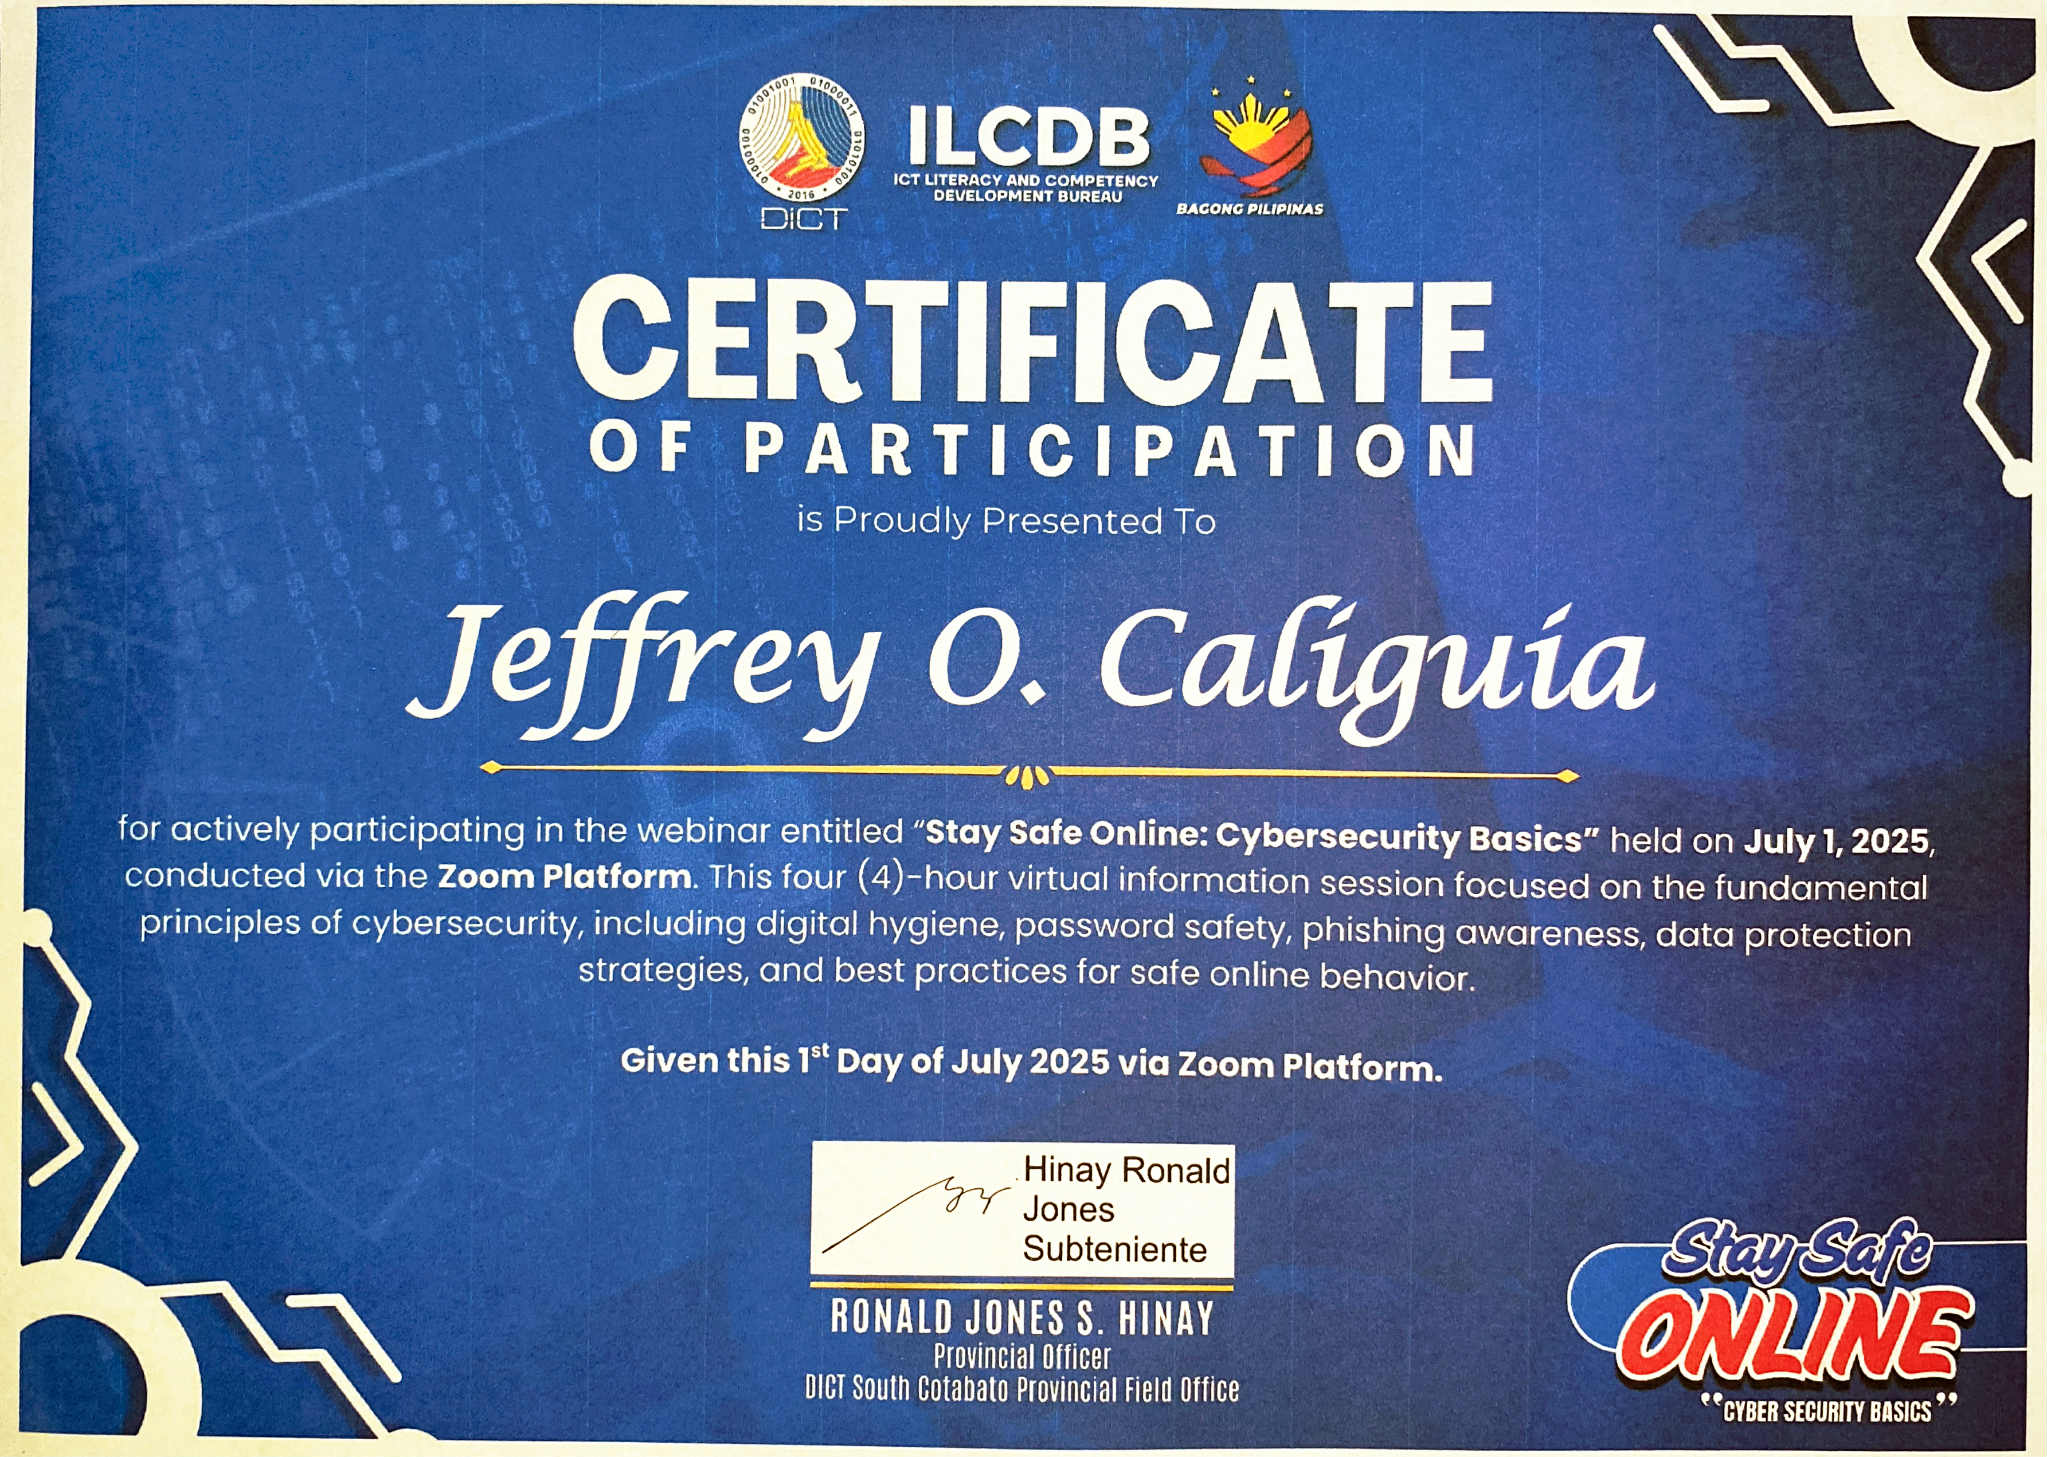 01000100 01001001 01000011 01010100
2016
DICT
ILCDB
ICT LITERACY AND COMPETENCY
DEVELOPMENT BUREAU
BAGONG PILIPINAS
CERTIFICATE
OF PARTICIPATION
is Proudly Presented To
Jeffrey O. Caliguia
for actively participating in the webinar entitled “Stay Safe Online: Cybersecurity Basics” held on July 1, 2025,
conducted via the Zoom Platform. This four (4)-hour virtual information session focused on the fundamental
principles of cybersecurity, including digital hygiene, password safety, phishing awareness, data protection
strategies, and best practices for safe online behavior.
Given this 1st Day of July 2025 via Zoom Platform.
Hinay Ronald
Jones
Subteniente
RONALD JONES S. HINAY
Provincial Officer
DICT South Cotabato Provincial Field Office
Stay Safe
ONLINE
“CYBER SECURITY BASICS”